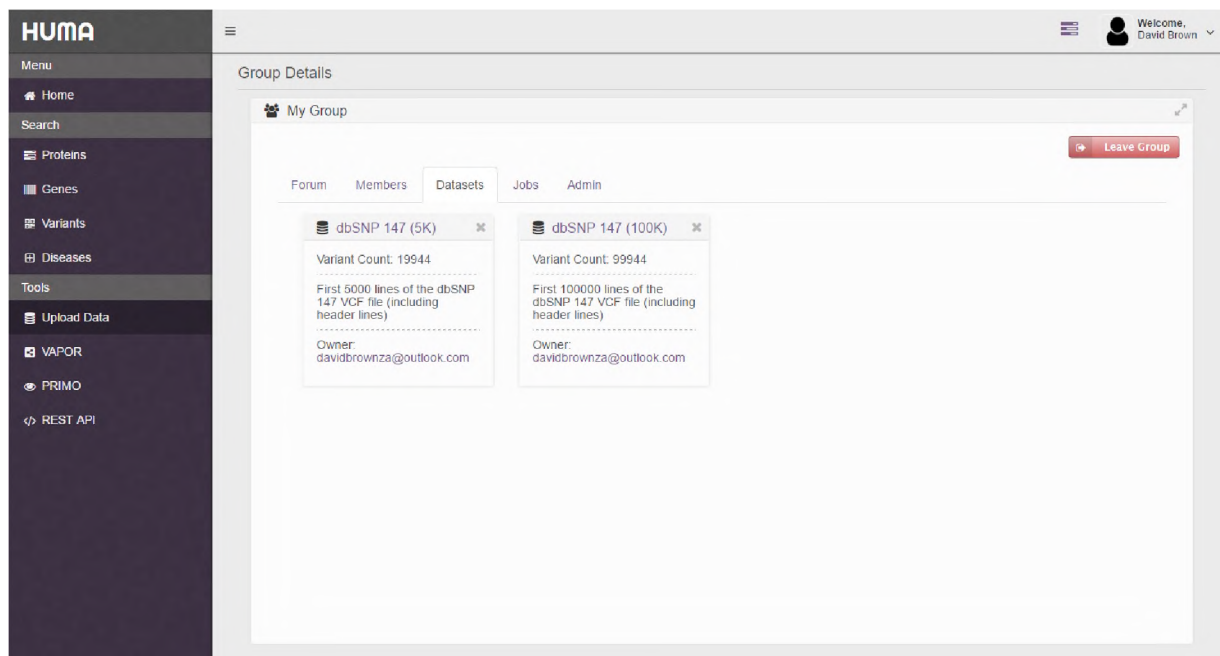 HUMA
Welcome,
David Brown
Menu
Home
Search
Proteins
Genes
Variants
Diseases
Tools
Upload Data
VAPOR
PRIMO
REST API
Group Details
My Group
Leave Group
Forum Members Datasets Jobs Admin
dbSNP 147 (5K)
Variant Count: 19944
First 5000 lines of the dbSNP
147 VCF file (including
header lines)
Owner:
davidbrownza@outlook.com
dbSNP 147 (100K)
Variant Count: 99944
First 100000 lines of the
dbSNP 147 VCF file (including
header lines)
Owner:
davidbrownza@outlook.com